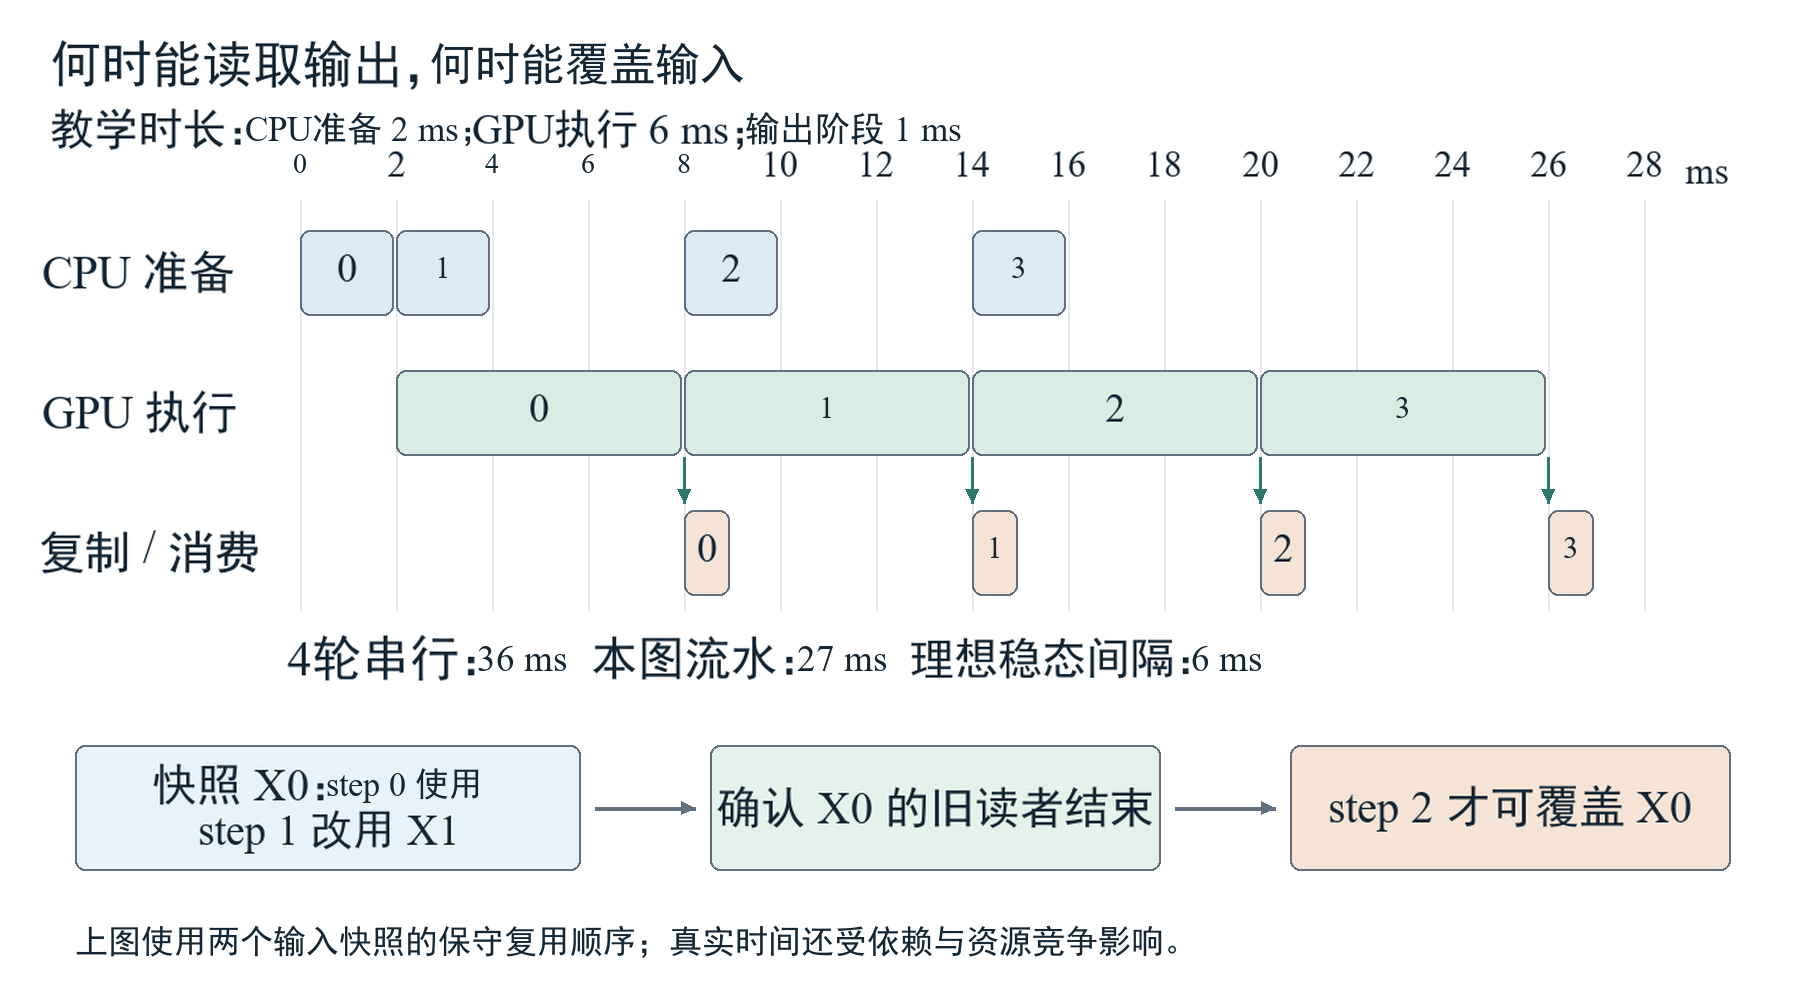 何时能读取输出,何时能覆盖输入
教学时长:CPU准备 2 ms;GPU执行 6 ms;输出阶段 1 ms
0 2 4 6 8 10 12 14 16 18 20 22 24 26 28 ms
CPU 准备 0 1 2 3
GPU 执行 0 1 2 3
复制 / 消费 0 1 2 3
4轮串行:36 ms 本图流水:27 ms 理想稳态间隔:6 ms
快照 X0:step 0 使用
step 1 改用 X1
确认 X0 的旧读者结束
step 2 才可覆盖 X0
上图使用两个输入快照的保守复用顺序；真实时间还受依赖与资源竞争影响。